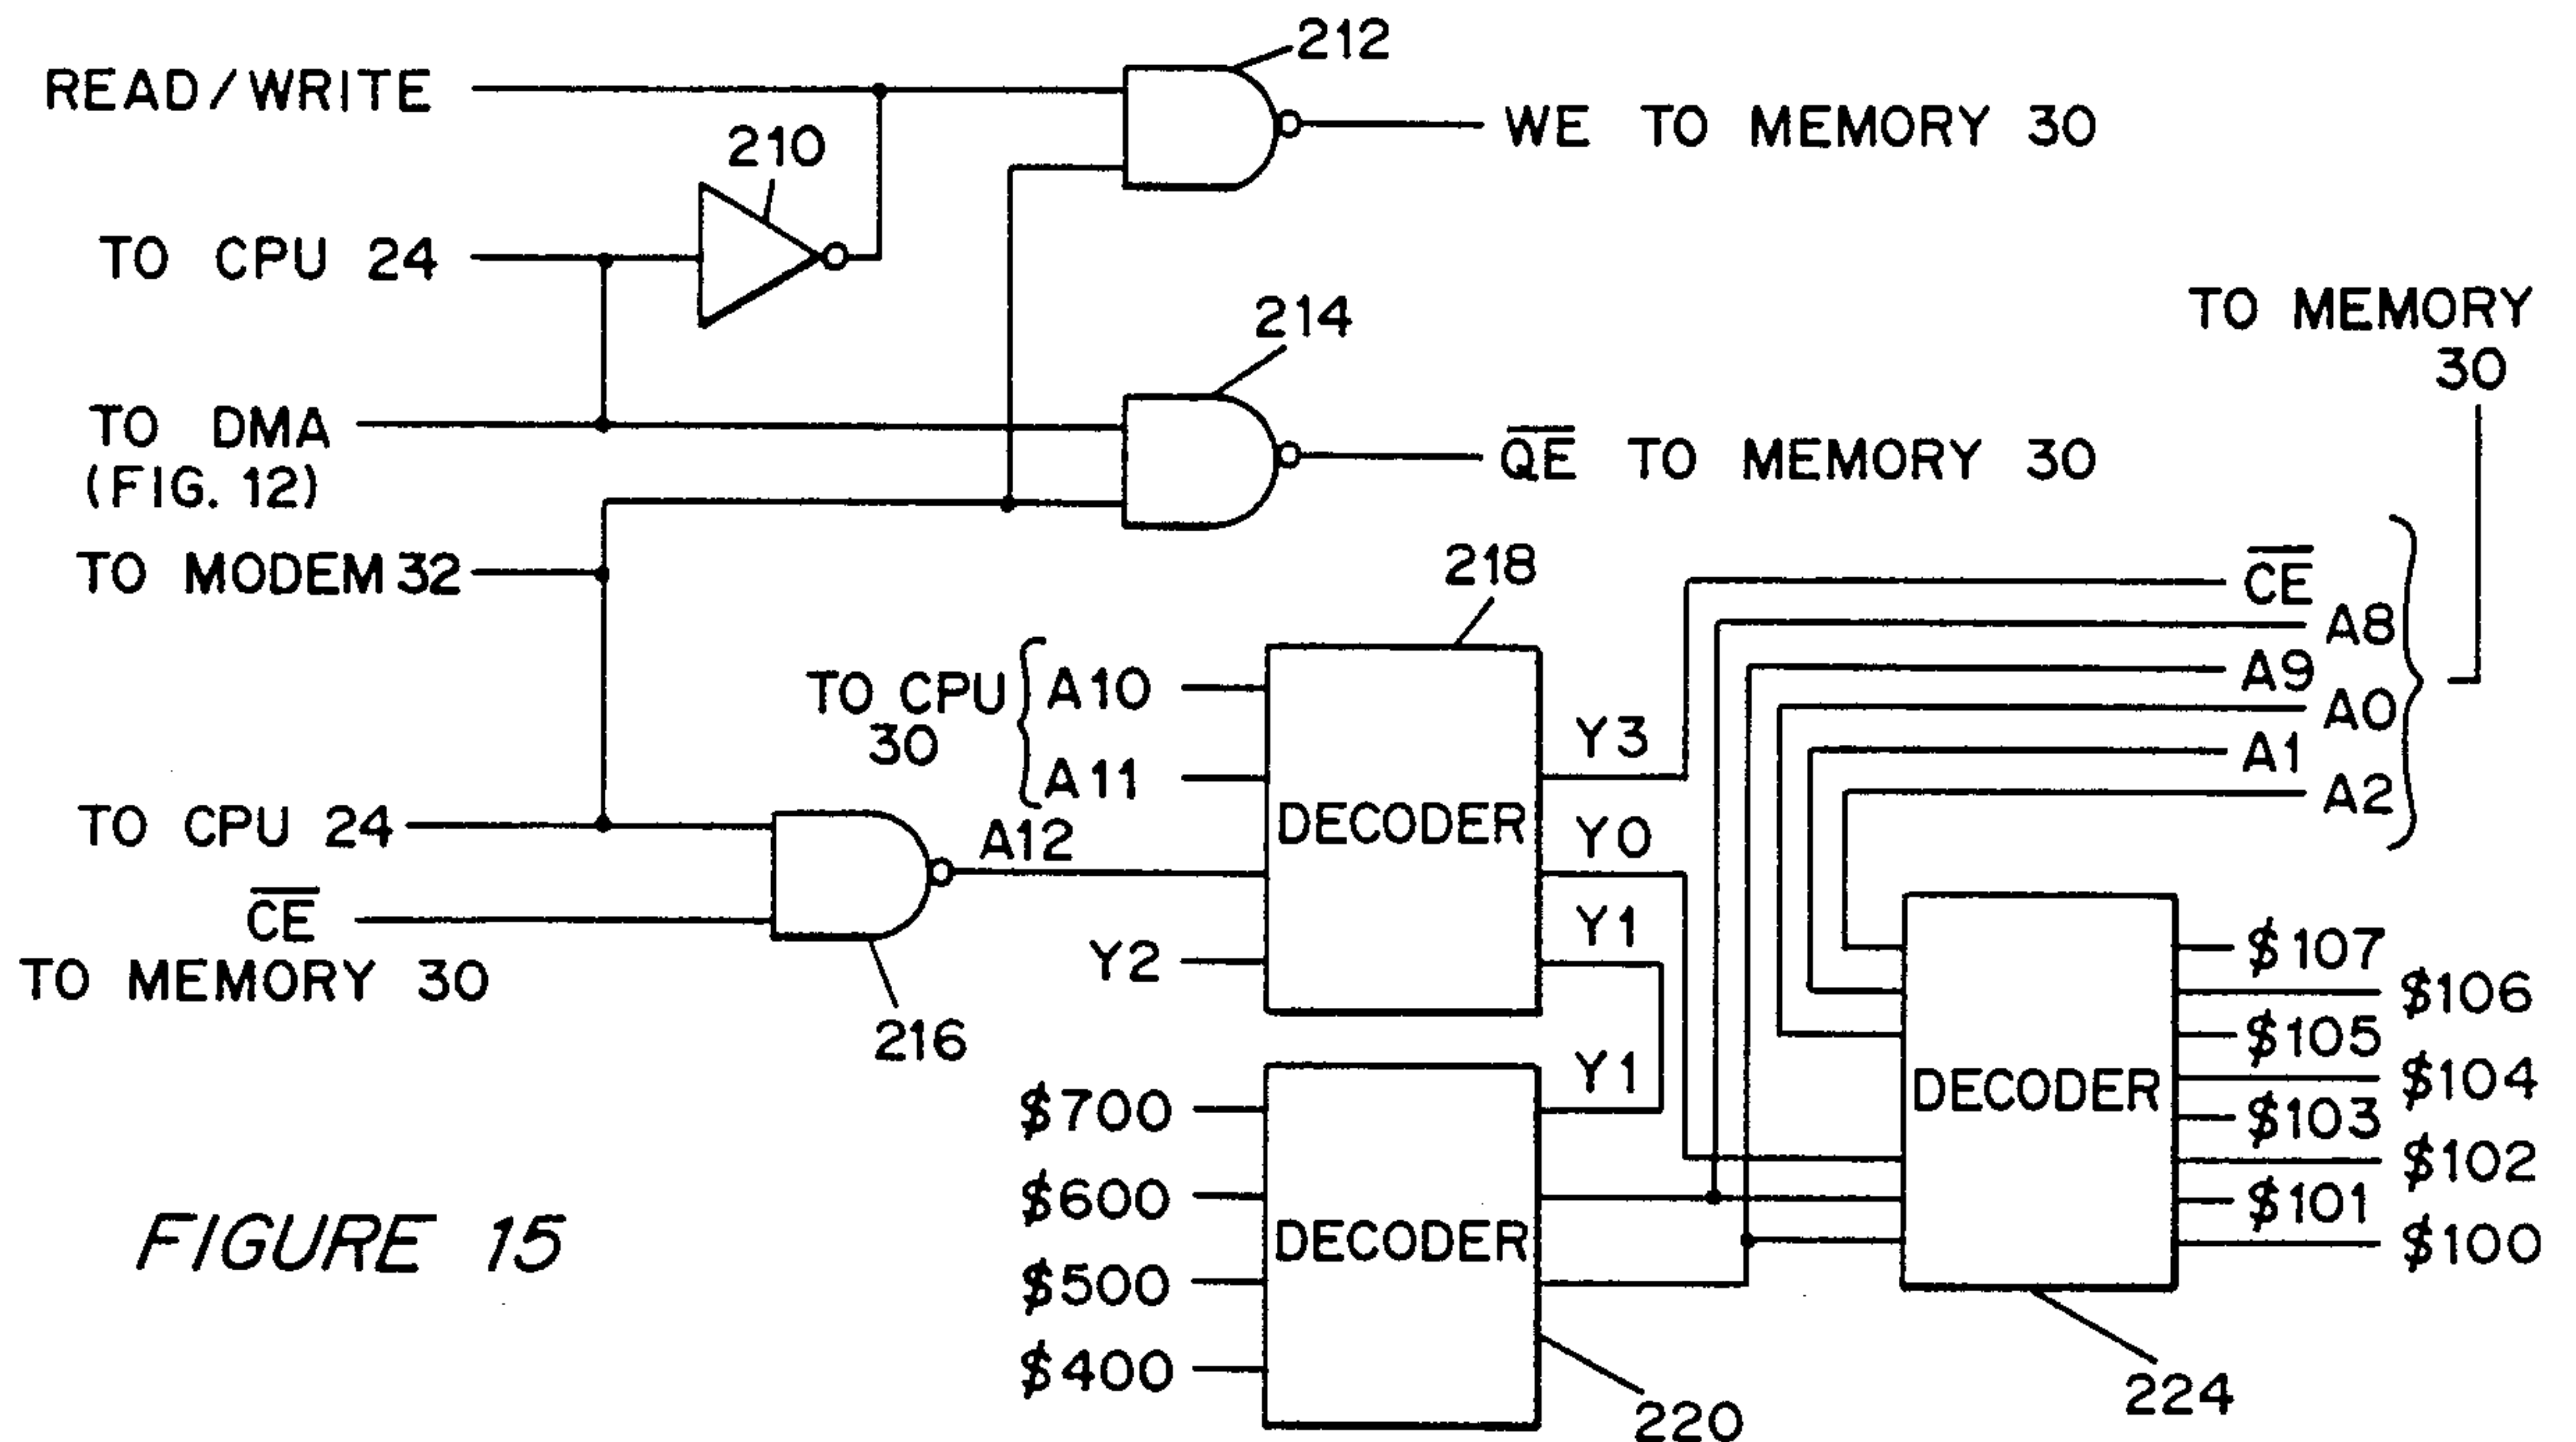 212
READ/WRITE
WE TO MEMORY 30
210
TO CPU 24
214
TO MEMORY
30
TO DMA
(FIG. 12)
Q̅E̅ TO MEMORY 30
TO MODEM 32
218
C̅E̅
A8
A9
A0
A1
A2
TO CPU
30
A10
A11
Y3
DECODER
Y0
Y1
TO CPU 24
A12
C̅E̅
TO MEMORY 30
Y2
216
Y1
$700
$600
$500
$400
DECODER
220
DECODER
$107
$106
$105
$104
$103
$102
$101
$100
224
FIGURE 15